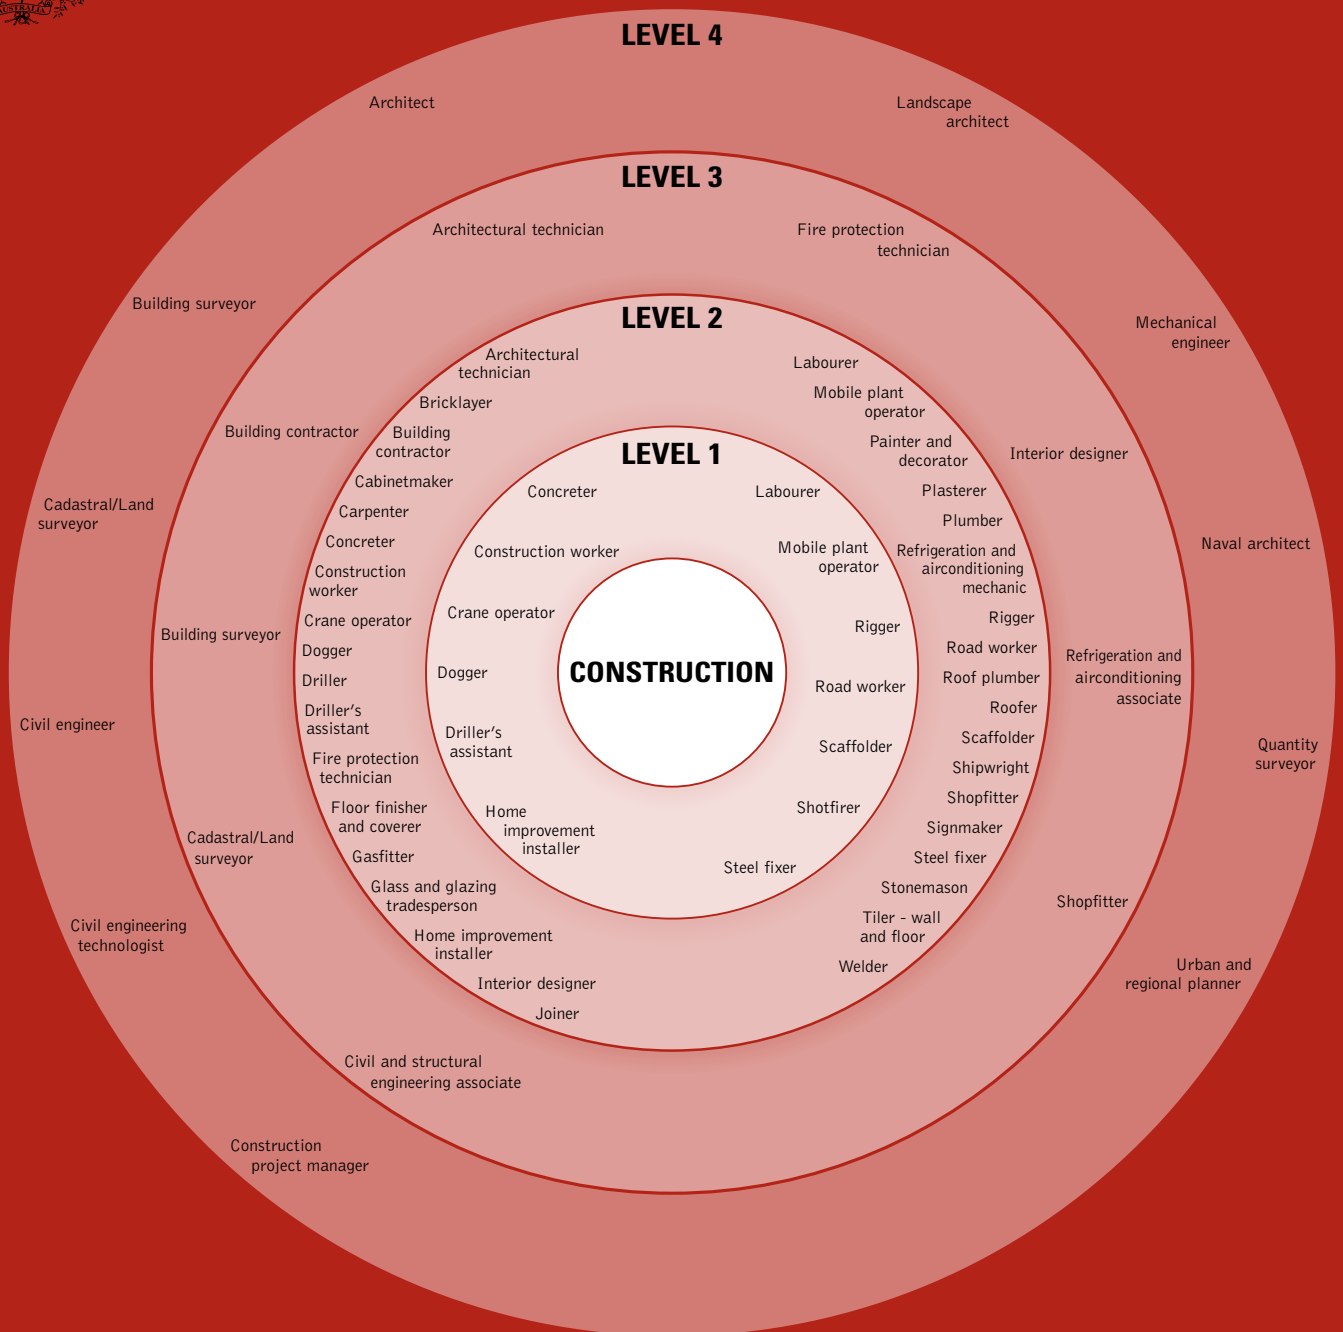 AUSTRALIA
LEVEL 4
Architect
Building surveyor
Cadastral/Land
surveyor
Civil engineer
Civil engineering
technologist
Construction
project manager
Landscape
architect
Mechanical
engineer
Naval architect
Quantity
surveyor
Urban and
regional planner
LEVEL 3
Architectural technician
Building contractor
Building surveyor
Cadastral/Land
surveyor
Civil and structural
engineering associate
Fire protection
technician
Interior designer
Refrigeration and
airconditioning
associate
Shopfitter
LEVEL 2
Architectural
technician
Bricklayer
Building
contractor
Cabinetmaker
Carpenter
Concreter
Construction
worker
Crane operator
Dogger
Driller
Driller's
assistant
Fire protection
technician
Floor finisher
and coverer
Gasfitter
Glass and glazing
tradesperson
Home improvement
installer
Interior designer
Joiner
Labourer
Mobile plant
operator
Painter and
decorator
Plasterer
Plumber
Refrigeration and
airconditioning
mechanic
Rigger
Road worker
Roof plumber
Roofer
Scaffolder
Shipwright
Shopfitter
Signmaker
Steel fixer
Stonemason
Tiler - wall
and floor
Welder
LEVEL 1
Concreter
Construction worker
Crane operator
Dogger
Driller's
assistant
Home
improvement
installer
Labourer
Mobile plant
operator
Rigger
Road worker
Scaffolder
Shotfirer
Steel fixer
CONSTRUCTION